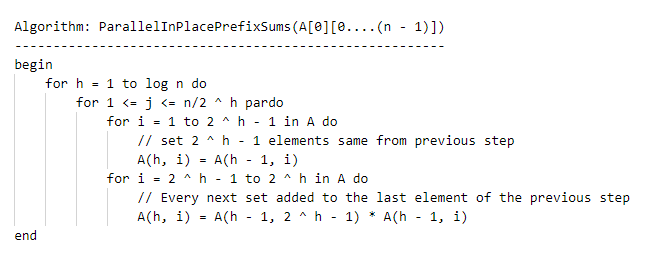 Algorithm: ParallelInPlacePrefixSums(A[0][0....(n - 1)])
-------------------------------------------------------
begin
    for h = 1 to log n do
        for 1 <= j <= n/2 ^ h pardo
            for i = 1 to 2 ^ h - 1 in A do
                // set 2 ^ h - 1 elements same from previous step
                A(h, i) = A(h - 1, i)
            for i = 2 ^ h - 1 to 2 ^ h in A do
                // Every next set added to the last element of the previous step
                A(h, i) = A(h - 1, 2 ^ h - 1) * A(h - 1, i)
end